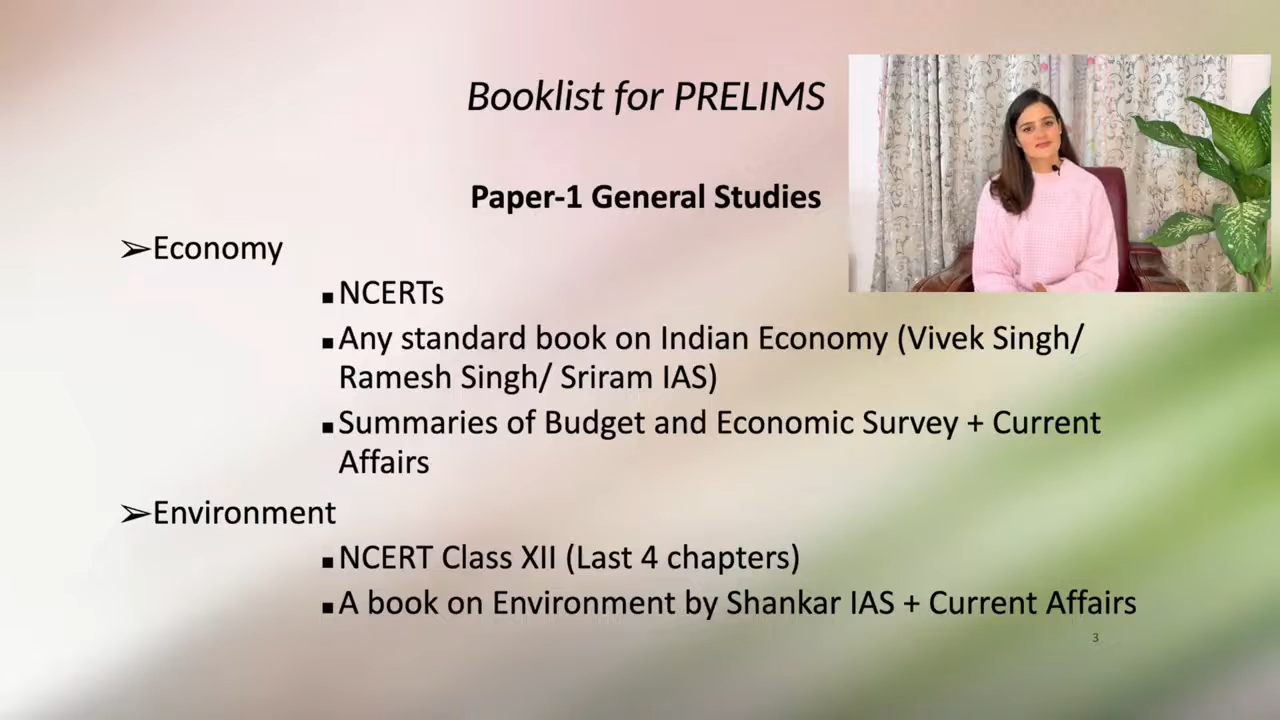 Booklist for PRELIMS
Paper-1 General Studies
➢Economy
▪NCERTs
▪Any standard book on Indian Economy (Vivek Singh/
Ramesh Singh/ Sriram IAS)
▪Summaries of Budget and Economic Survey + Current
Affairs
➢Environment
▪NCERT Class XII (Last 4 chapters)
▪A book on Environment by Shankar IAS + Current Affairs
3